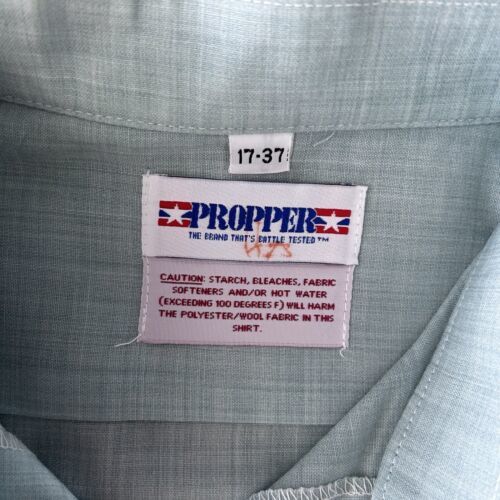 17-37
PROPPER
THE BRAND THAT'S BATTLE TESTED™
CAUTION: STARCH, BLEACHES, FABRIC
SOFTENERS AND/OR HOT WATER
(EXCEEDING 100 DEGREES F) WILL HARM
THE POLYESTER/WOOL FABRIC IN THIS
SHIRT.